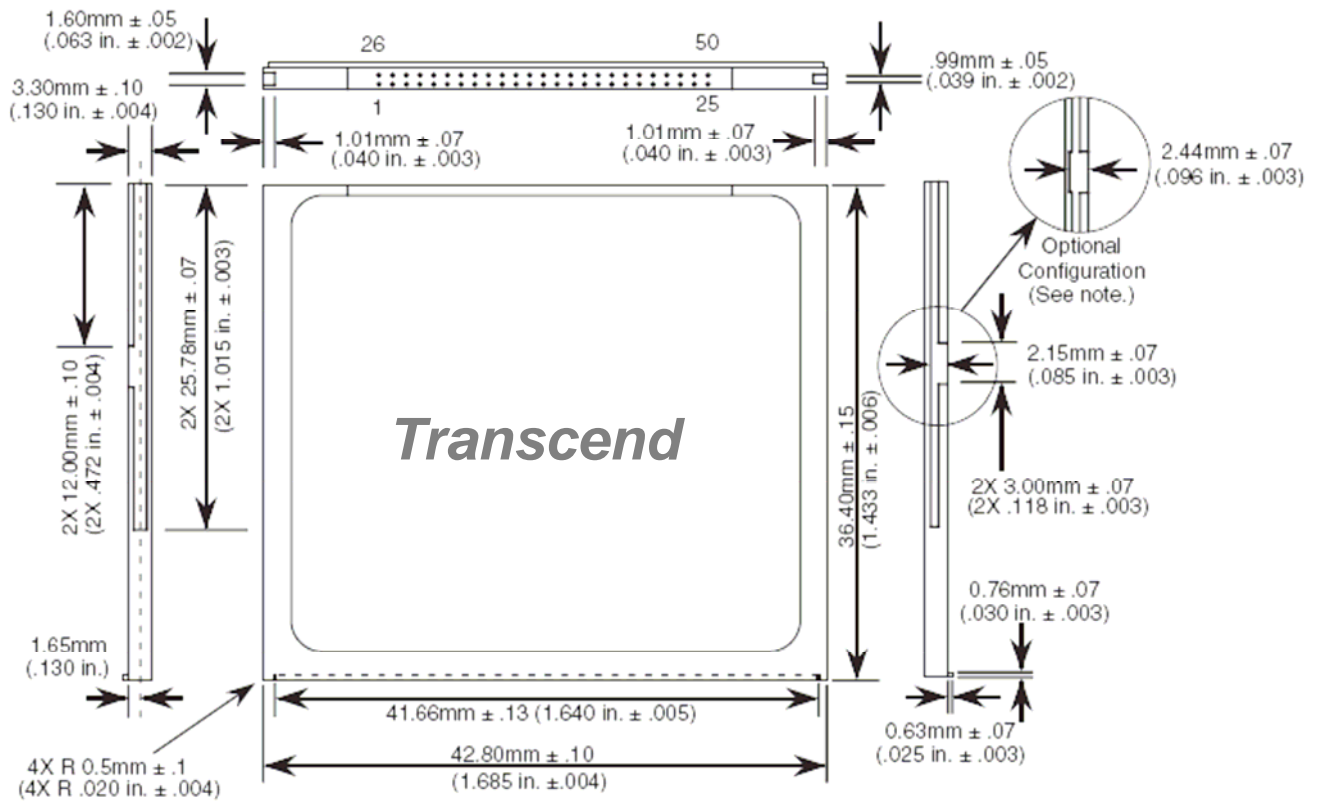 1.60mm ± .05
(.063 in. ± .002)
26
50
.99mm ± .05
(.039 in. ± .002)
3.30mm ± .10
(.130 in. ± .004)
1
25
1.01mm ± .07
(.040 in. ± .003)
1.01mm ± .07
(.040 in. ± .003)
2.44mm ± .07
(.096 in. ± .003)
Optional
Configuration
(See note.)
2X 12.00mm ± .10
(2X .472 in. ± .004)
2X 25.78mm ± .07
(2X 1.015 in. ± .003)
Transcend
36.40mm ± .15
(1.433 in. ± .006)
2.15mm ± .07
(.085 in. ± .003)
2X 3.00mm ± .07
(2X .118 in. ± .003)
0.76mm ± .07
(.030 in. ± .003)
1.65mm
(.130 in.)
41.66mm ± .13 (1.640 in. ± .005)
0.63mm ± .07
(.025 in. ± .003)
42.80mm ± .10
(1.685 in. ±.004)
4X R 0.5mm ± .1
(4X R .020 in. ± .004)